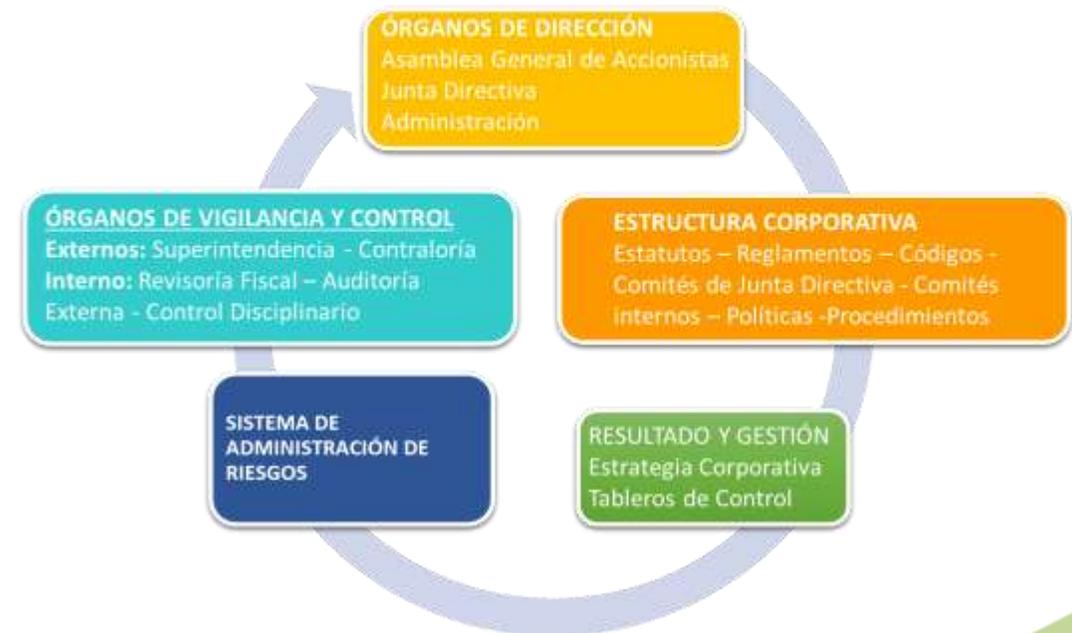 ÓRGANOS DE DIRECCIÓN
Asamblea General de Accionistas
Junta Directiva
Administración
ESTRUCTURA CORPORATIVA
Estatutos – Reglamentos – Códigos -
Comités de Junta Directiva - Comités
internos – Políticas -Procedimientos
RESULTADO Y GESTIÓN
Estrategia Corporativa
Tableros de Control
SISTEMA DE
ADMINISTRACIÓN DE
RIESGOS
ÓRGANOS DE VIGILANCIA Y CONTROL
Externos: Superintendencia - Contraloría
Interno: Revisoría Fiscal – Auditoría
Externa - Control Disciplinario